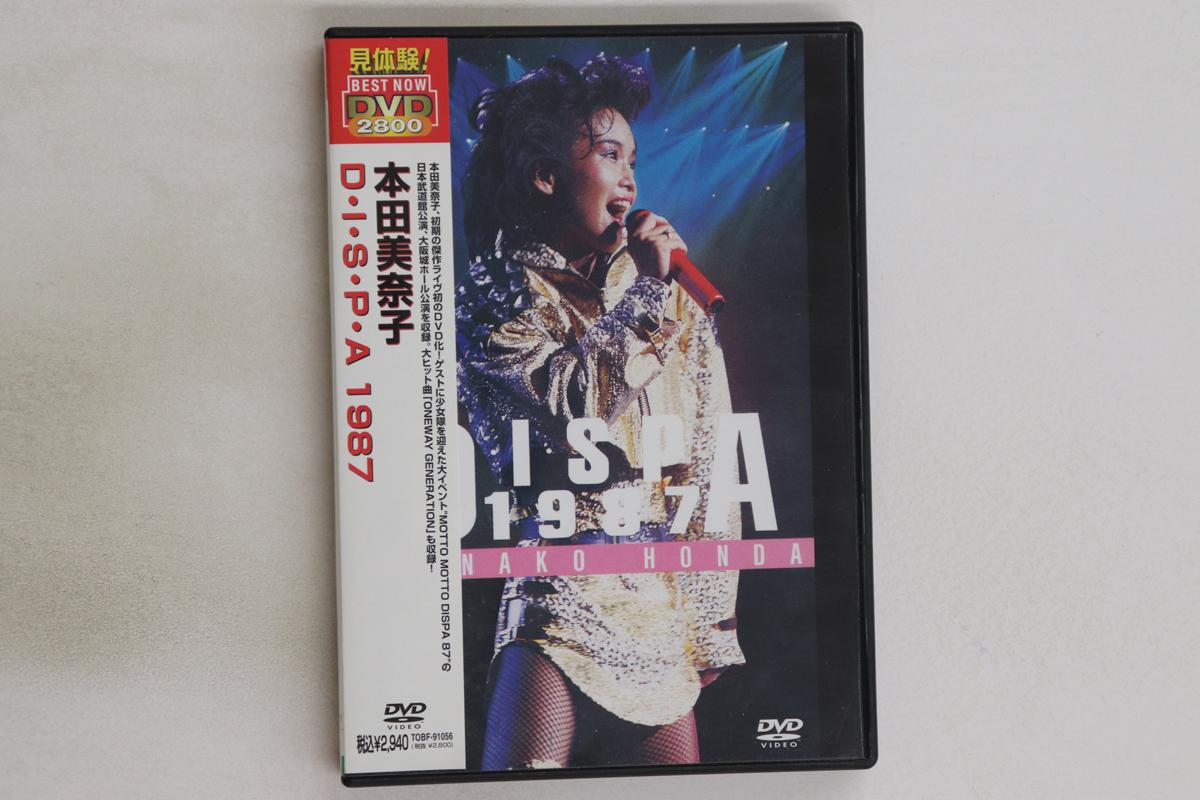 見体験!
BEST NOW
DVD
2800
本田美奈子
D・I・S・P・A 1987
本田美奈子、初期の傑作ライヴ初のDVD化!ゲストに少女隊を迎えた大イベント"MOTTO MOTTO DISPA 87"の
日本武道館公演、大阪城ホール公演を収録。大ヒット曲「ONEWAY GENERATION」も収録!
DVD
VIDEO
税込¥2,940
TOBF-91056
(税抜 ¥2,800)
DISPA
1987
NAKO HONDA
DVD
VIDEO